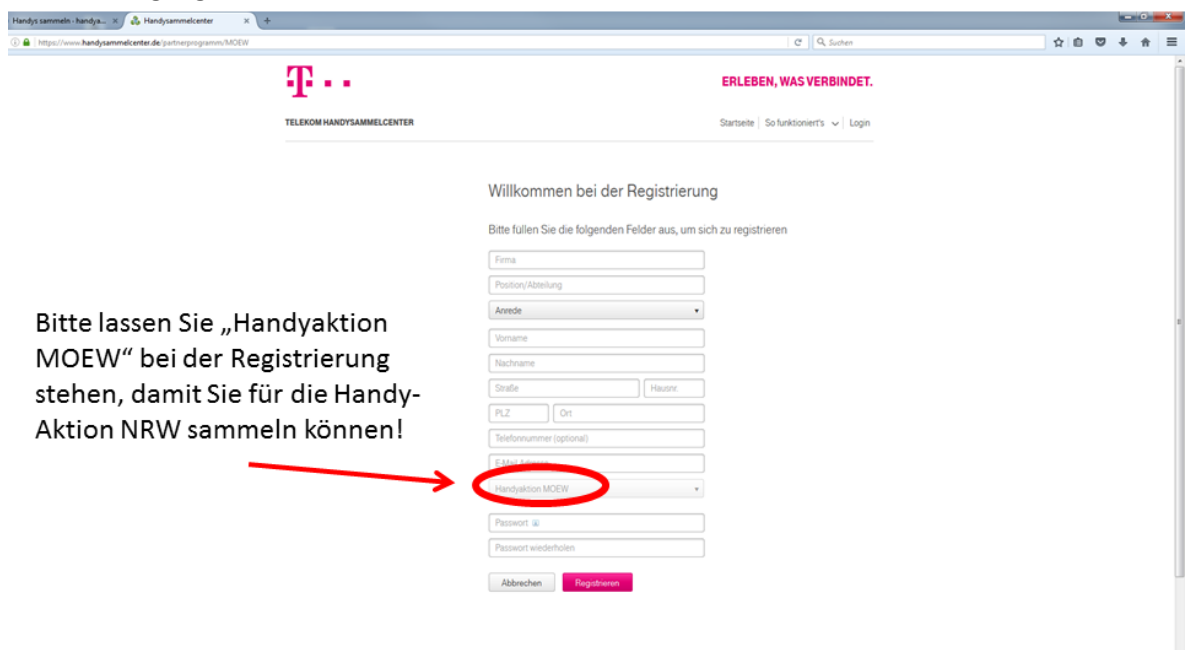 Handys sammeln - handya... × Handysammelcenter × +
https://www.handysammelcenter.de/partnerprogramm/MOEW Suchen
T ERLEBEN, WAS VERBINDET.
TELEKOM HANDYSAMMELCENTER Startseite | So funktioniert's | Login
Willkommen bei der Registrierung
Bitte füllen Sie die folgenden Felder aus, um sich zu registrieren
Firma
Position/Abteilung
Anrede
Vorname
Nachname
Straße Hausnr.
PLZ Ort
Telefonnummer (optional)
E-Mail Adresse
Handyaktion MOEW
Passwort
Passwort wiederholen
Abbrechen Registrieren
Bitte lassen Sie „Handyaktion
MOEW“ bei der Registrierung
stehen, damit Sie für die Handy-
Aktion NRW sammeln können!